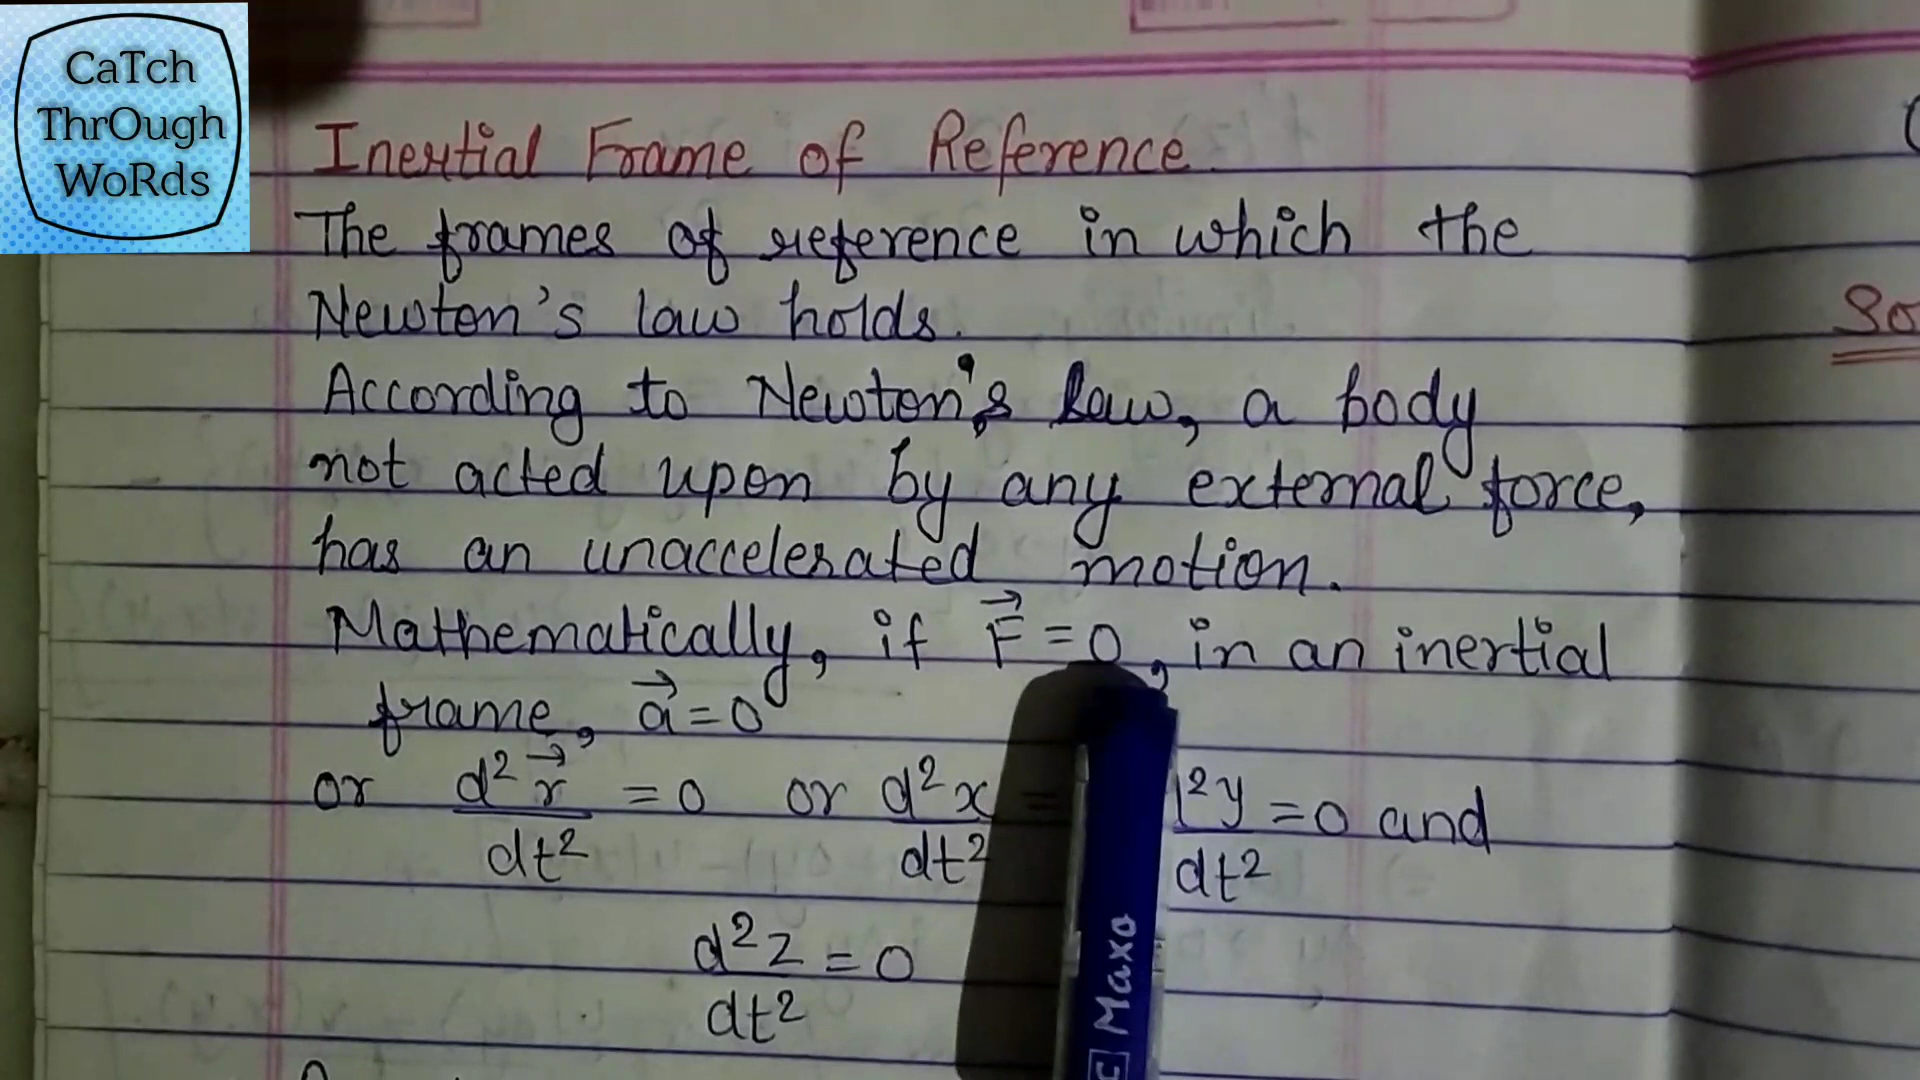 CaTch
ThrOugh
WoRds
Inertial Frame of Reference.
The frames of reference in which the
Newton's law holds.
According to Newton's Law, a body
not acted upon by any external force,
has an unaccelerated motion.
Mathematically, if F⃗ = 0, in an inertial
frame, a⃗ = 0
or d²r⃗/dt² = 0 or d²x/dt² = ²y/dt² = 0 and
d²z/dt² = 0
Maxo